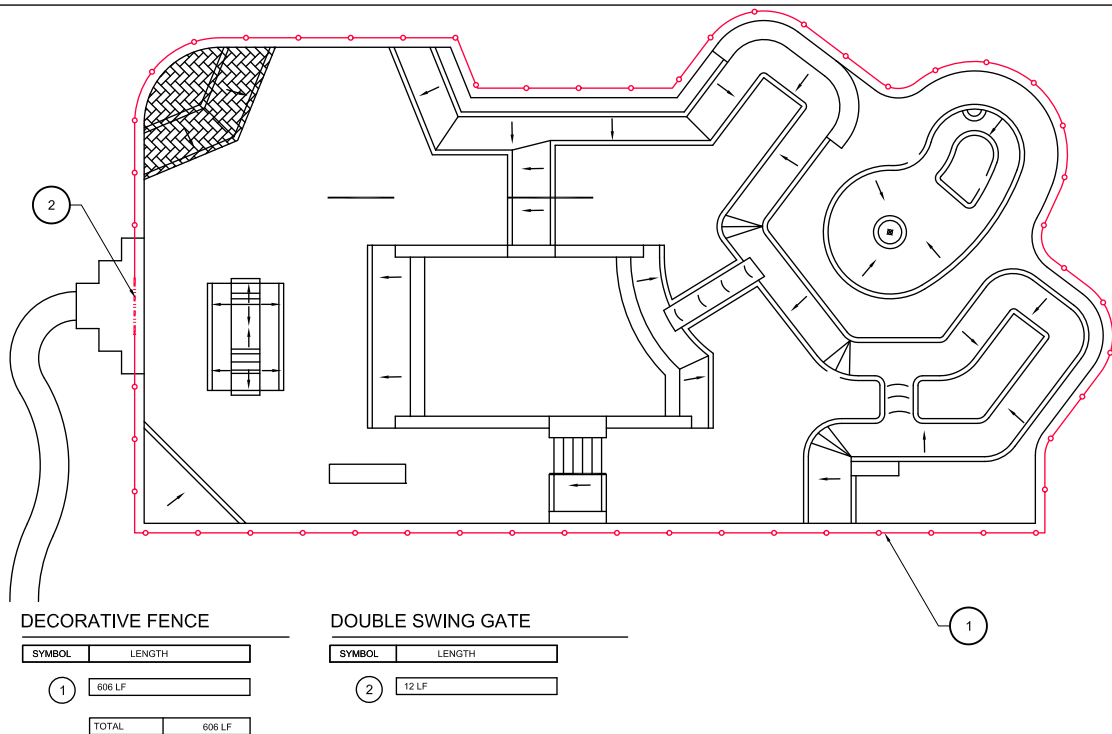 2
1
DECORATIVE FENCE
SYMBOL LENGTH
1 606 LF
TOTAL 606 LF
DOUBLE SWING GATE
SYMBOL LENGTH
2 12 LF